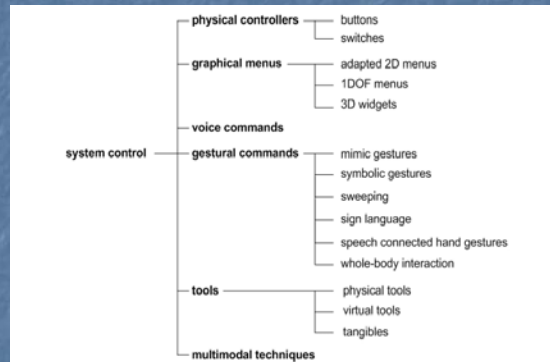 physical controllers
buttons
switches
graphical menus
adapted 2D menus
1DOF menus
3D widgets
voice commands
system control
gestural commands
mimic gestures
symbolic gestures
sweeping
sign language
speech connected hand gestures
whole-body interaction
tools
physical tools
virtual tools
tangibles
multimodal techniques